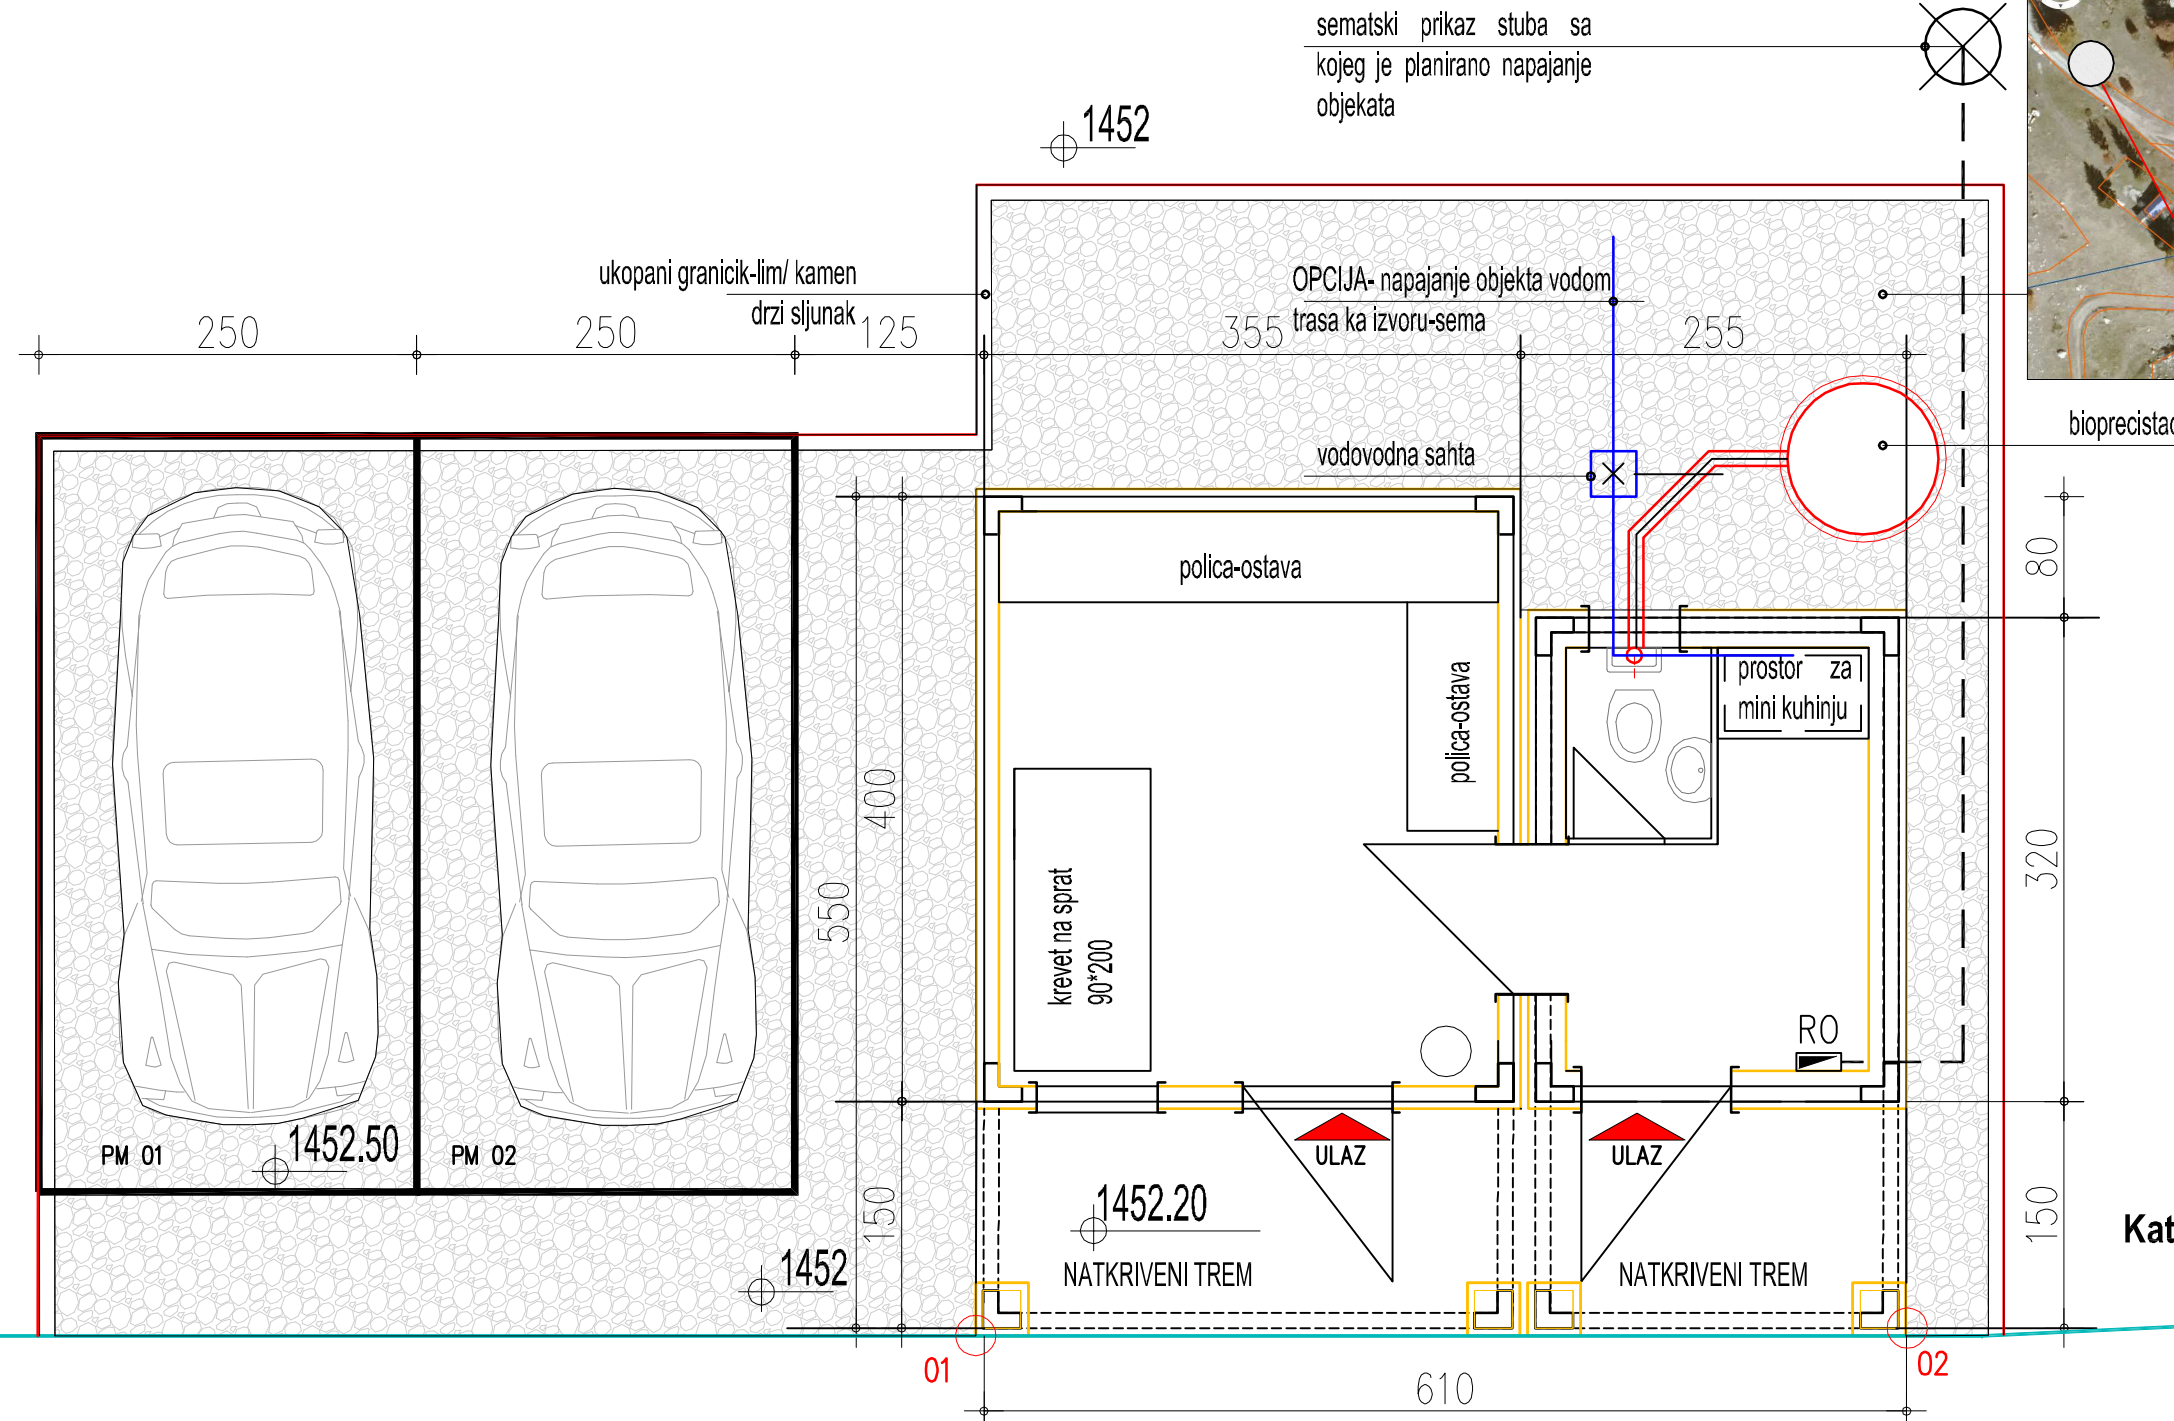 sematski prikaz stuba sa
kojeg je planirano napajanje
objekata
1452
ukopani granicik-lim/ kamen
drzi sljunak
OPCIJA- napajanje objekta vodom
trasa ka izvoru-sema
250
250
125
355
255
vodovodna sahta
bioprecistac
polica-ostava
polica-ostava
prostor za
mini kuhinju
krevet na sprat
90*200
80
400
550
320
RO
PM 01
1452.50
PM 02
ULAZ
ULAZ
150
1452.20
150
Kat
1452
NATKRIVENI TREM
NATKRIVENI TREM
01
02
610